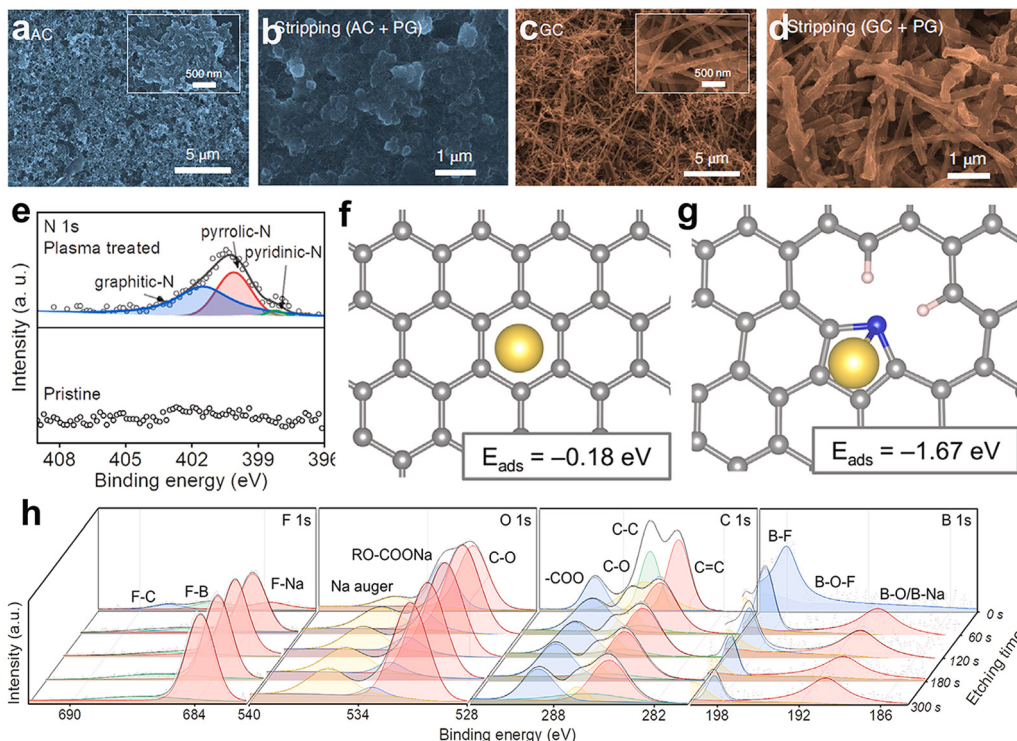 a AC
500 nm
5 μm
b Stripping (AC + PG)
1 μm
c GC
500 nm
5 μm
d Stripping (GC + PG)
1 μm
e
N 1s
Plasma treated
pyrrolic-N
pyridinic-N
graphitic-N
Pristine
Intensity (a. u.)
408 405 402 399 396
Binding energy (eV)
f
E_ads = −0.18 eV
g
E_ads = −1.67 eV
h
F 1s
F-C
F-B
F-Na
O 1s
RO-COONa
C-O
Na auger
C 1s
C-C
C-O
-COO
C=C
B 1s
B-F
B-O-F
B-O/B-Na
0 s
60 s
120 s
180 s
300 s
Etching time
Intensity (a.u.)
690 684 540 534 528 288 282 198 192 186
Binding energy (eV)